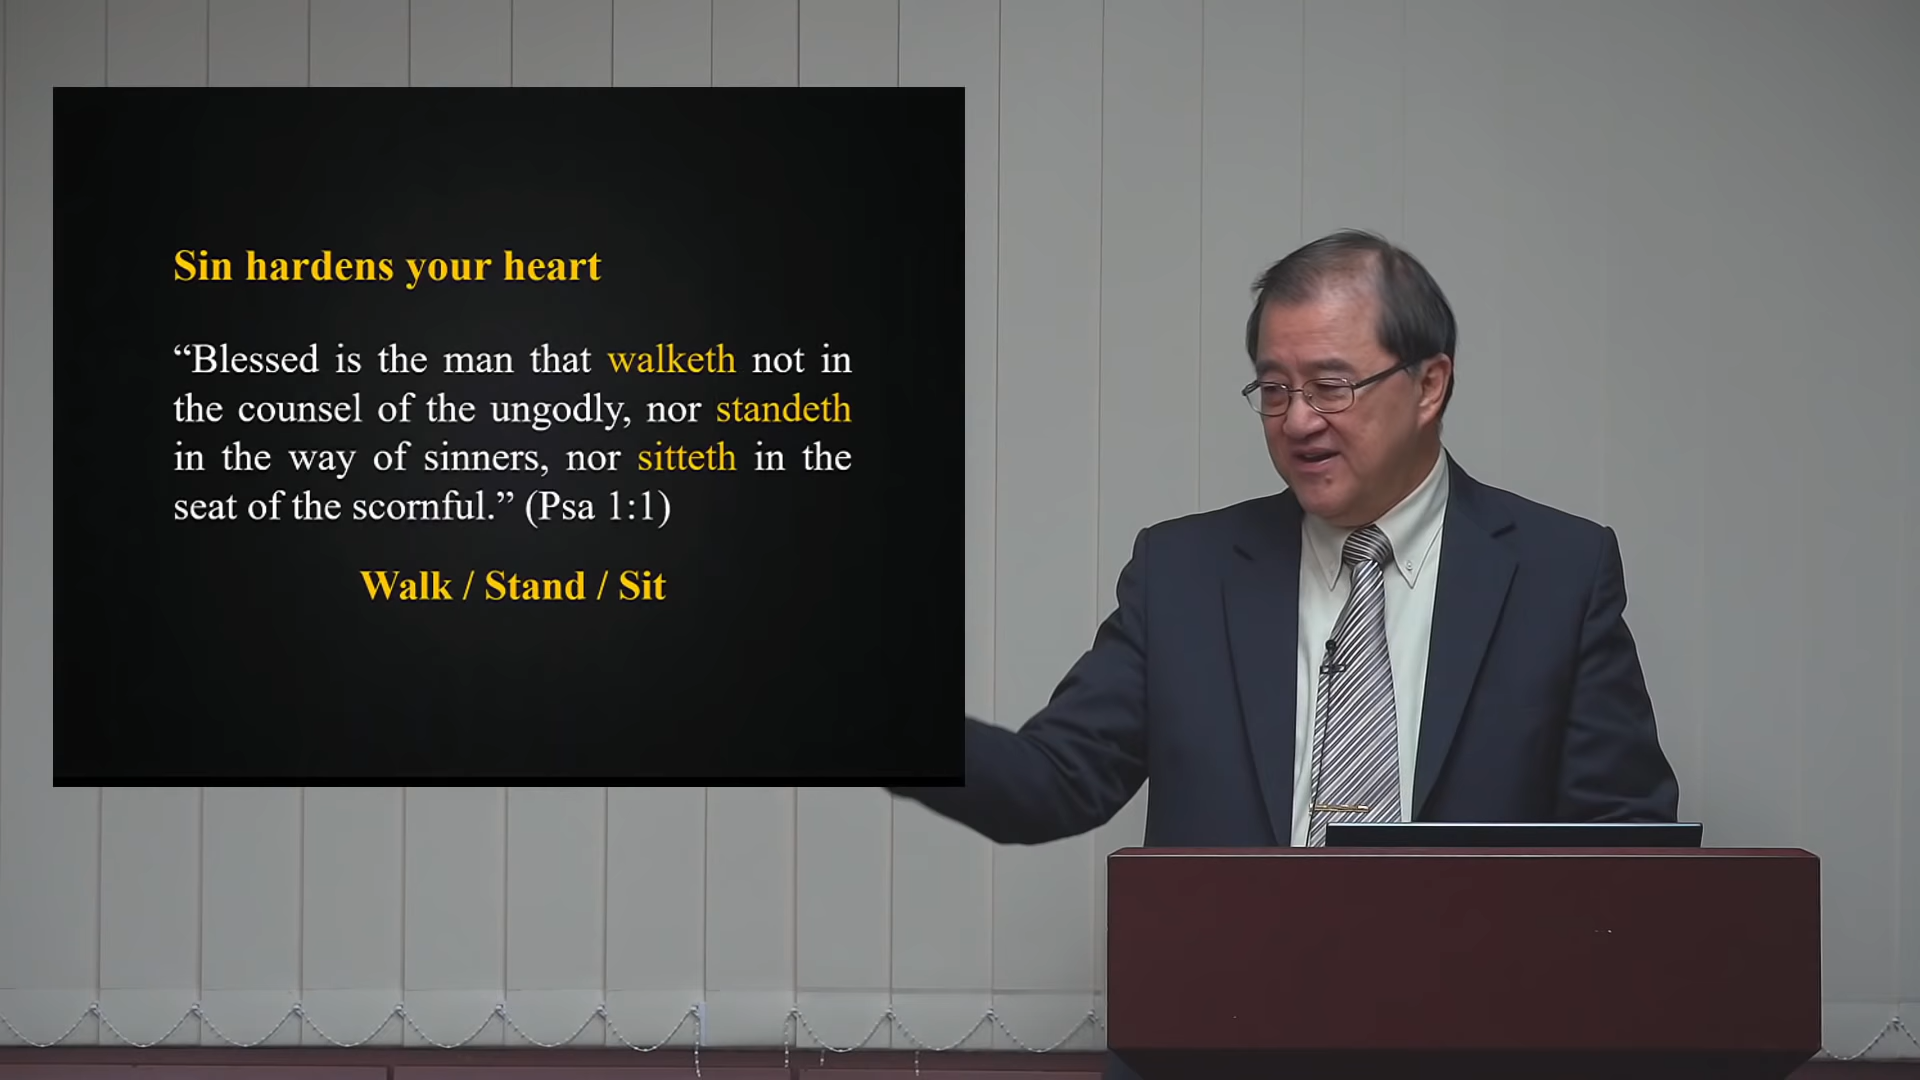 Sin hardens your heart
“Blessed is the man that walketh not in
the counsel of the ungodly, nor standeth
in the way of sinners, nor sitteth in the
seat of the scornful.” (Psa 1:1)
Walk / Stand / Sit